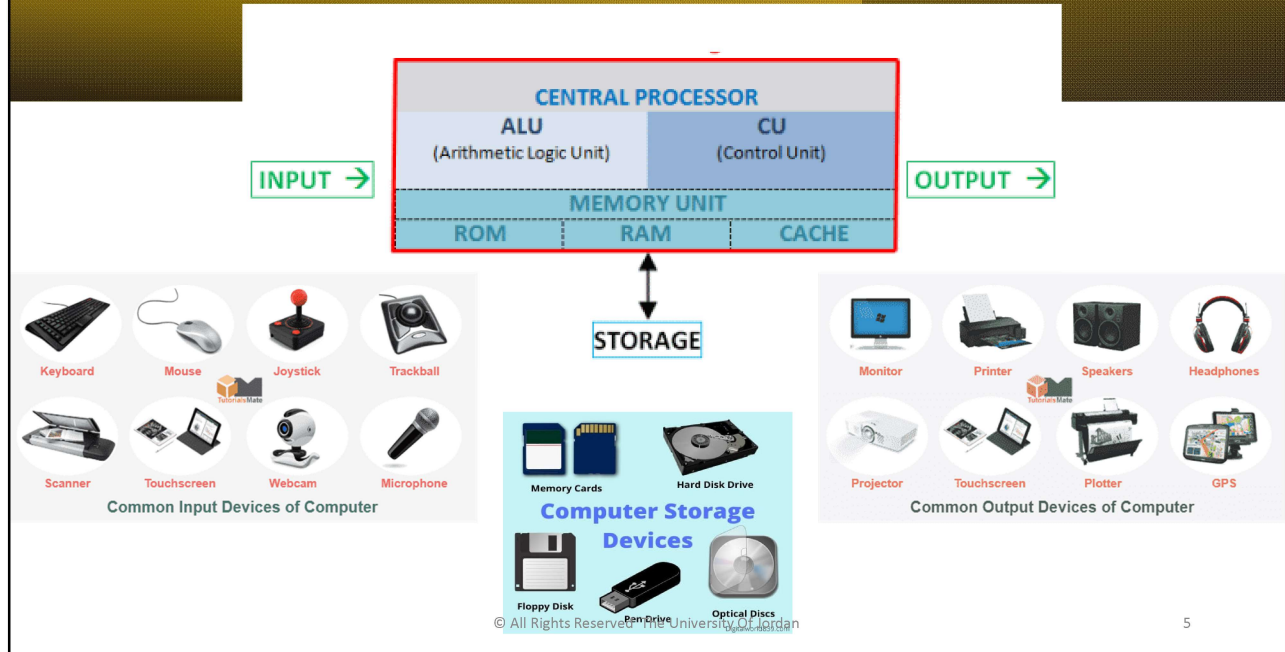 CENTRAL PROCESSOR
ALU
(Arithmetic Logic Unit)
CU
(Control Unit)
INPUT →
OUTPUT →
MEMORY UNIT
ROM
RAM
CACHE
STORAGE
Keyboard
Mouse
Joystick
Trackball
TutorialsMate
Scanner
Touchscreen
Webcam
Microphone
Common Input Devices of Computer
Memory Cards
Hard Disk Drive
Computer Storage
Devices
Floppy Disk
Pen Drive
Optical Discs
Monitor
Printer
Speakers
Headphones
TutorialsMate
Projector
Touchscreen
Plotter
GPS
Common Output Devices of Computer
© All Rights Reserved The University Of Jordan
5